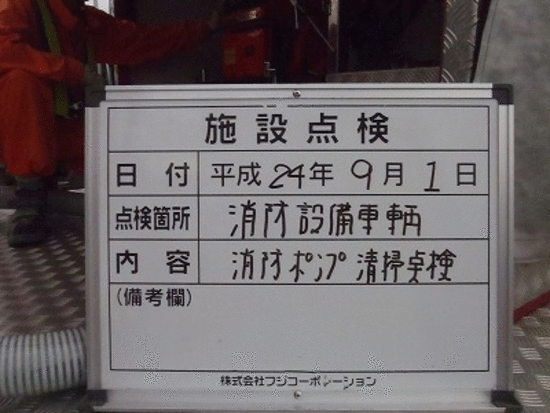 施設点検
日付 平成24年 9月 1日
点検箇所 消防設備車輌
内容 消防ポンプ清掃点検
(備考欄)
株式会社フジコーポレーション